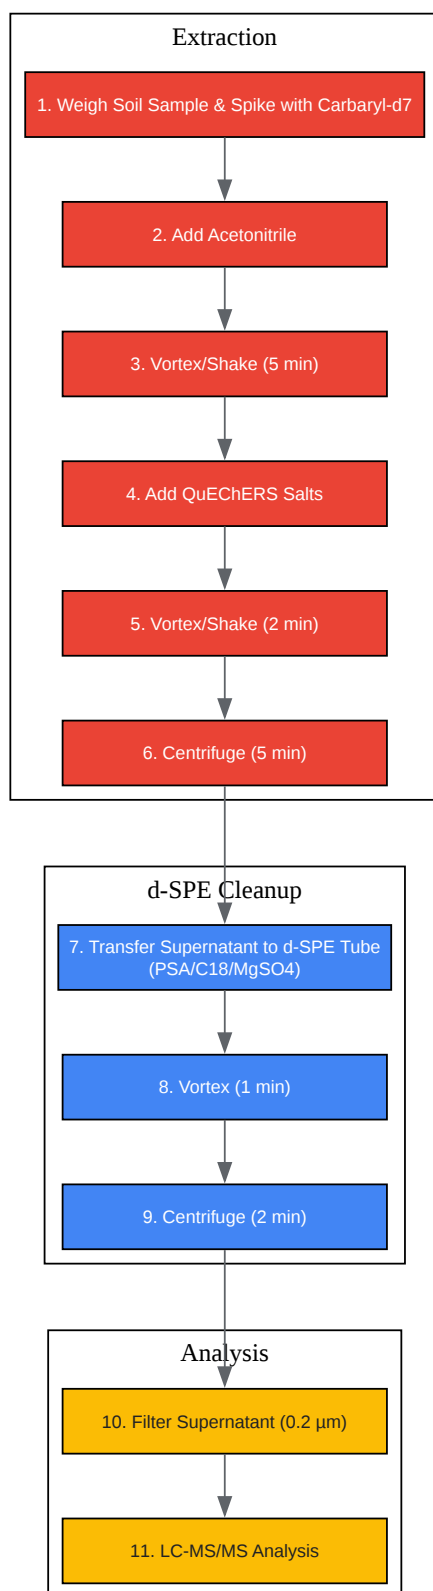 Extraction
1. Weigh Soil Sample & Spike with Carbaryl-d7
2. Add Acetonitrile
3. Vortex/Shake (5 min)
4. Add QuEChERS Salts
5. Vortex/Shake (2 min)
6. Centrifuge (5 min)
d-SPE Cleanup
7. Transfer Supernatant to d-SPE Tube
(PSA/C18/MgSO4)
8. Vortex (1 min)
9. Centrifuge (2 min)
Analysis
10. Filter Supernatant (0.2 µm)
11. LC-MS/MS Analysis